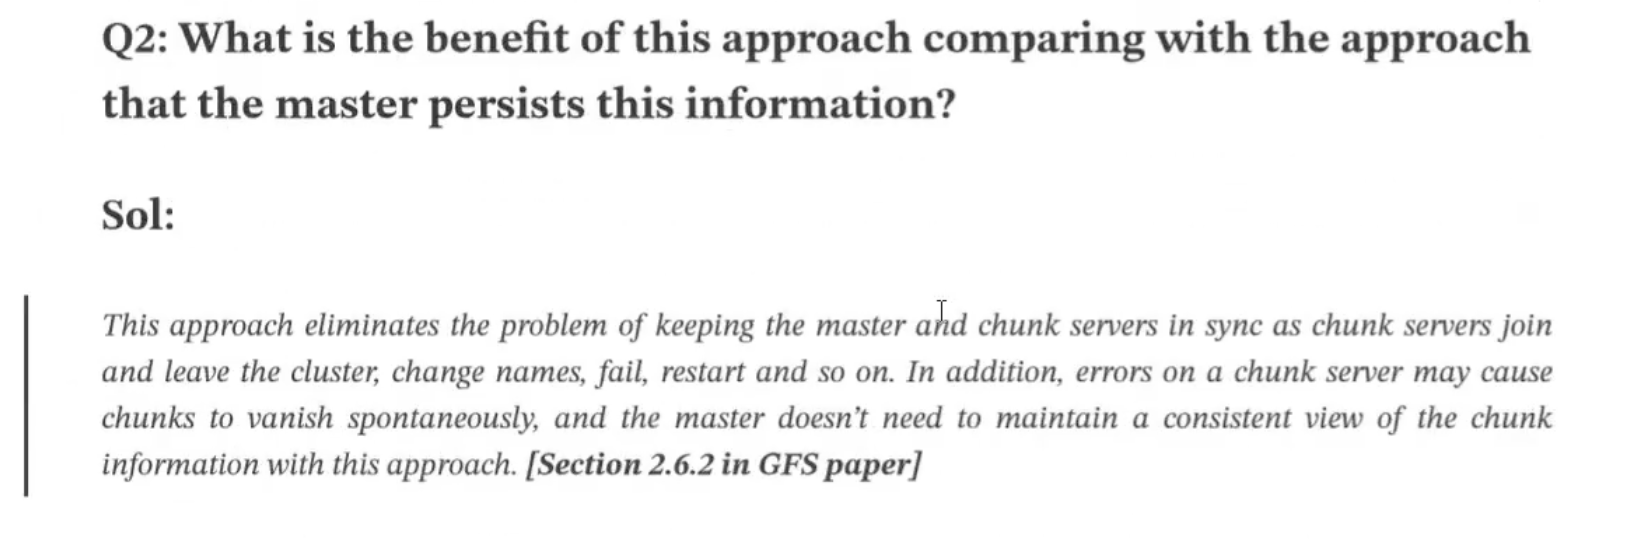 Q2: What is the benefit of this approach comparing with the approach
that the master persists this information?
Sol:
This approach eliminates the problem of keeping the master and chunk servers in sync as chunk servers join
and leave the cluster, change names, fail, restart and so on. In addition, errors on a chunk server may cause
chunks to vanish spontaneously, and the master doesn't need to maintain a consistent view of the chunk
information with this approach. [Section 2.6.2 in GFS paper]